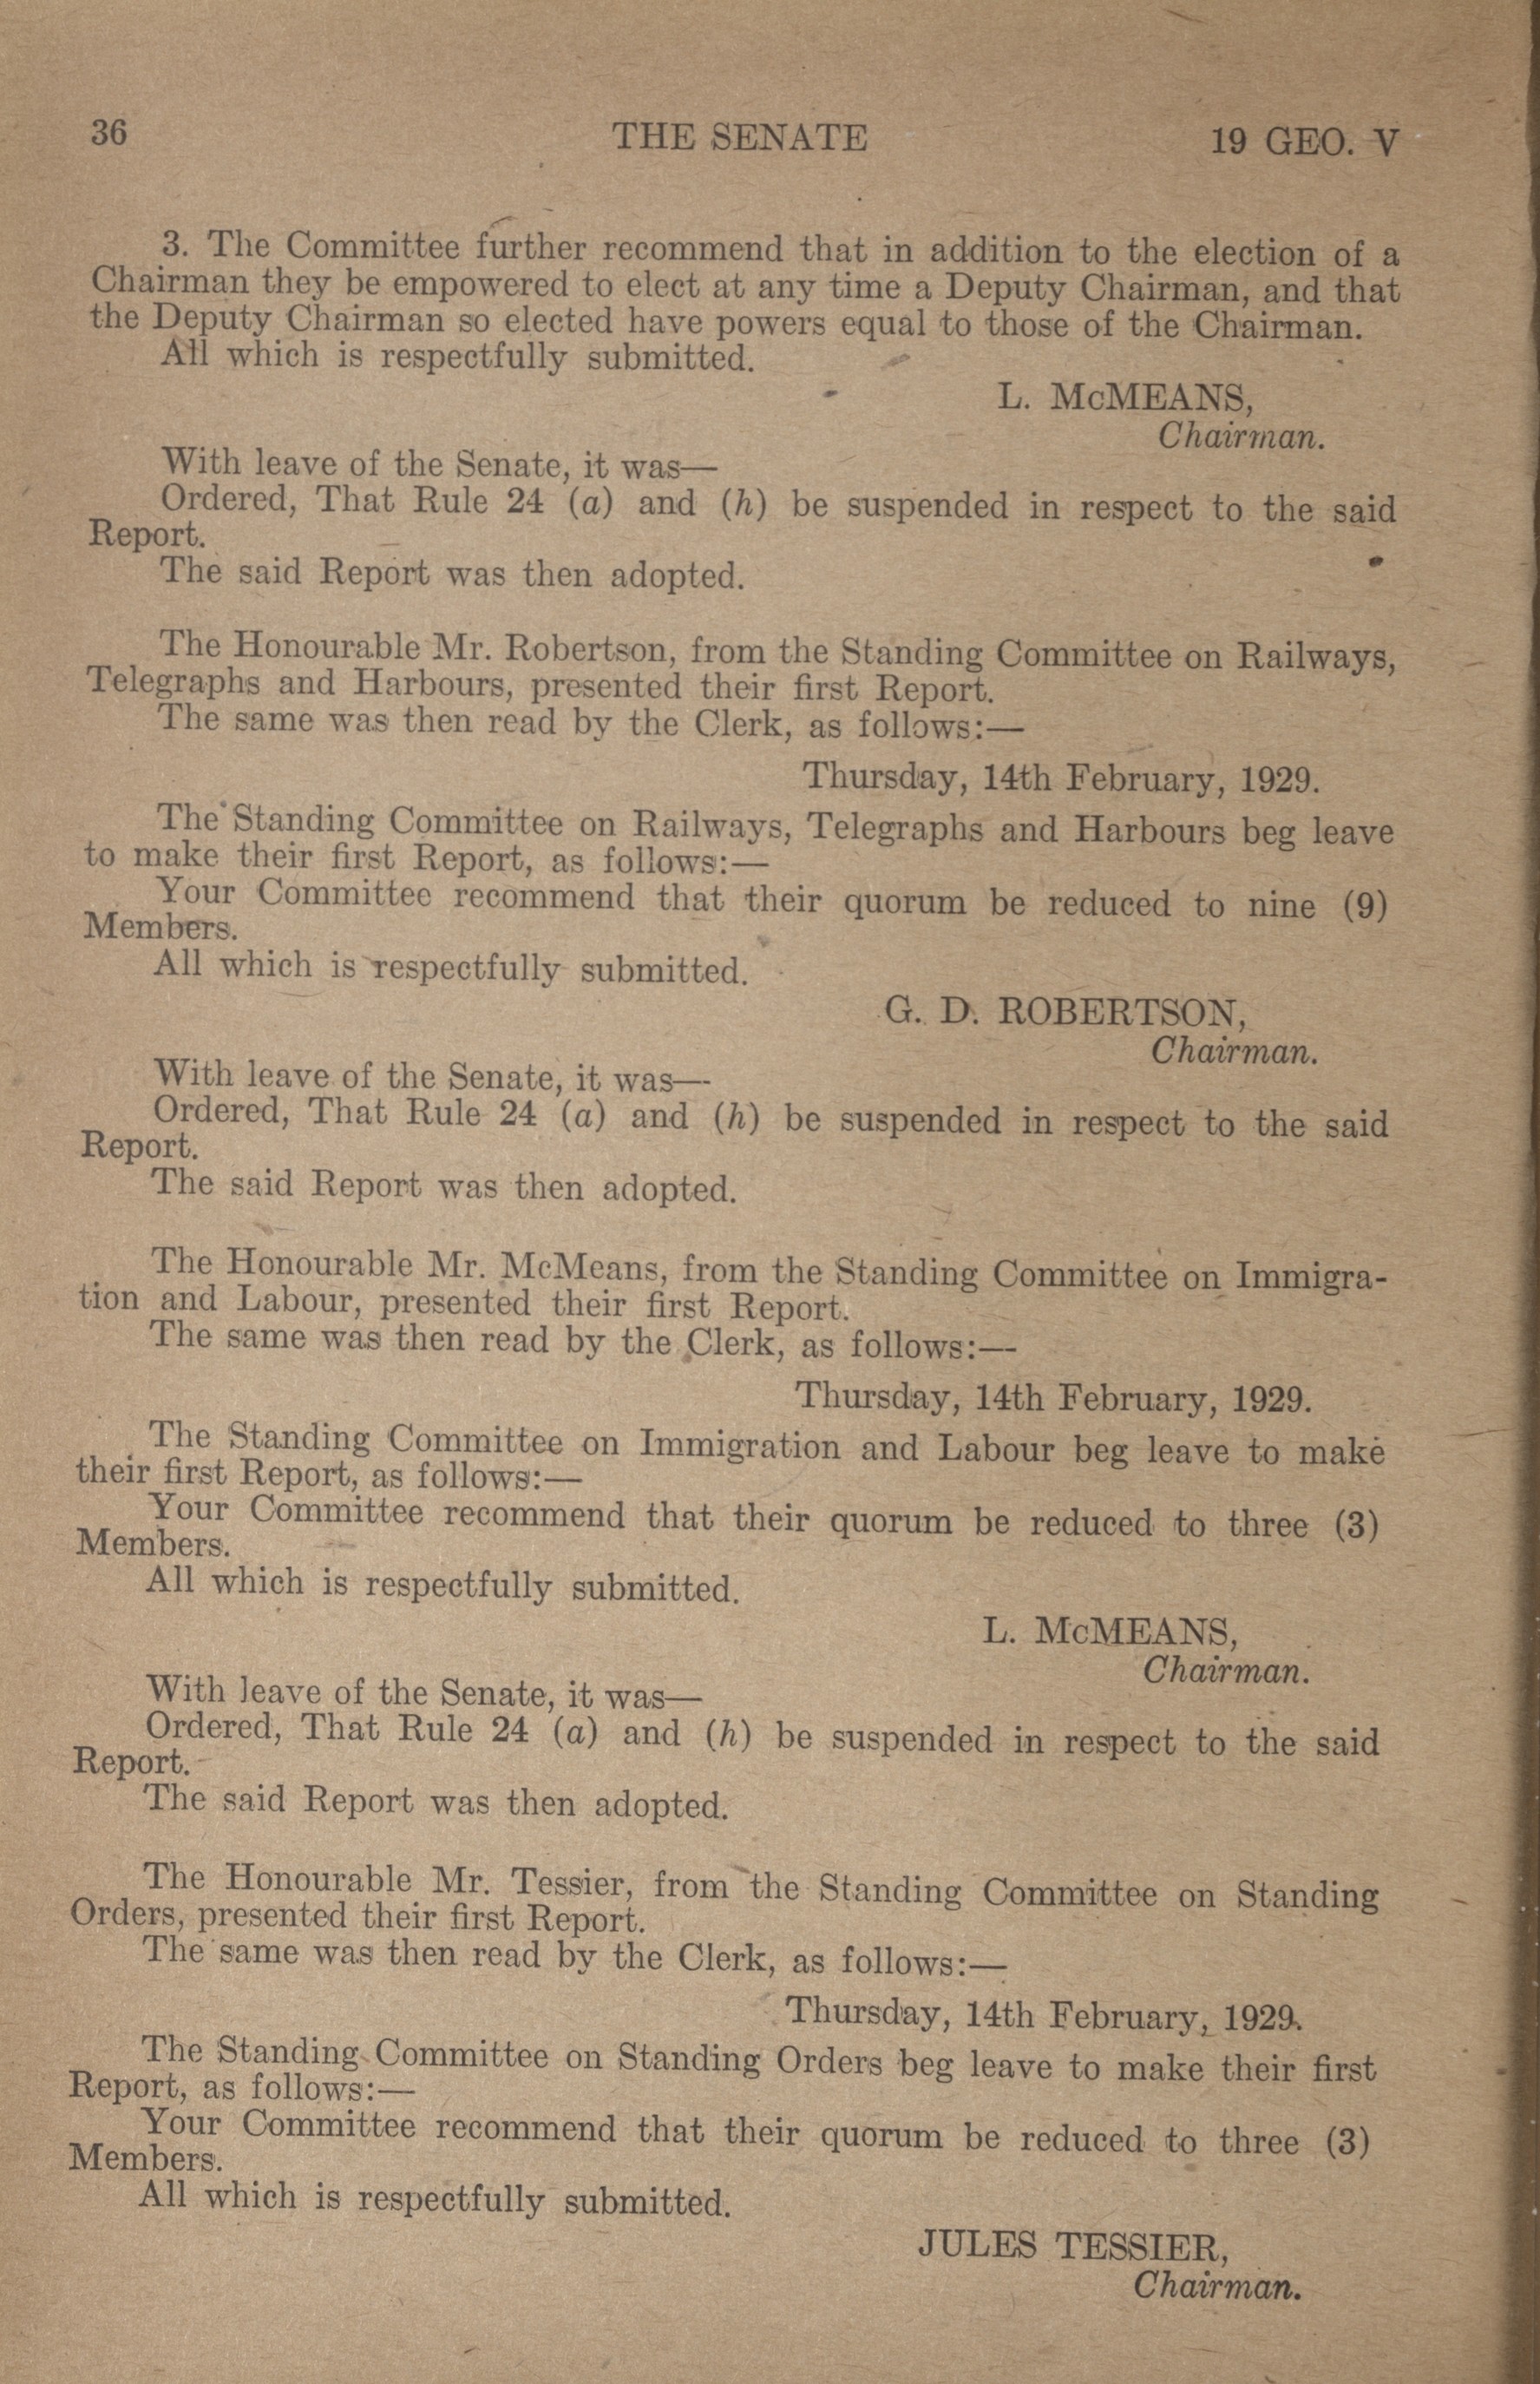 36 THE SENATE 19 GEO. V
3. The Committee further recommend that in addition to the election of a
Chairman they be empowered to elect at any time a Deputy Chairman, and that
the Deputy Chairman so elected have powers equal to those of the Chairman.
All which is respectfully submitted.
L. McMEANS,
Chairman.
With leave of the Senate, it was—
Ordered, That Rule 24 (a) and (h) be suspended in respect to the said
Report.
The said Report was then adopted.
The Honourable Mr. Robertson, from the Standing Committee on Railways,
Telegraphs and Harbours, presented their first Report.
The same was then read by the Clerk, as follows:—
Thursday, 14th February, 1929.
The Standing Committee on Railways, Telegraphs and Harbours beg leave
to make their first Report, as follows:—
Your Committee recommend that their quorum be reduced to nine (9)
Members.
All which is respectfully submitted.
G. D. ROBERTSON,
Chairman.
With leave of the Senate, it was—
Ordered, That Rule 24 (a) and (h) be suspended in respect to the said
Report.
The said Report was then adopted.
The Honourable Mr. McMeans, from the Standing Committee on Immigra-
tion and Labour, presented their first Report.
The same was then read by the Clerk, as follows:—
Thursday, 14th February, 1929.
The Standing Committee on Immigration and Labour beg leave to make
their first Report, as follows:—
Your Committee recommend that their quorum be reduced to three (3)
Members.
All which is respectfully submitted.
L. McMEANS,
Chairman.
With leave of the Senate, it was—
Ordered, That Rule 24 (a) and (h) be suspended in respect to the said
Report.
The said Report was then adopted.
The Honourable Mr. Tessier, from the Standing Committee on Standing
Orders, presented their first Report.
The same was then read by the Clerk, as follows:—
Thursday, 14th February, 1929.
The Standing Committee on Standing Orders beg leave to make their first
Report, as follows:—
Your Committee recommend that their quorum be reduced to three (3)
Members.
All which is respectfully submitted.
JULES TESSIER,
Chairman.